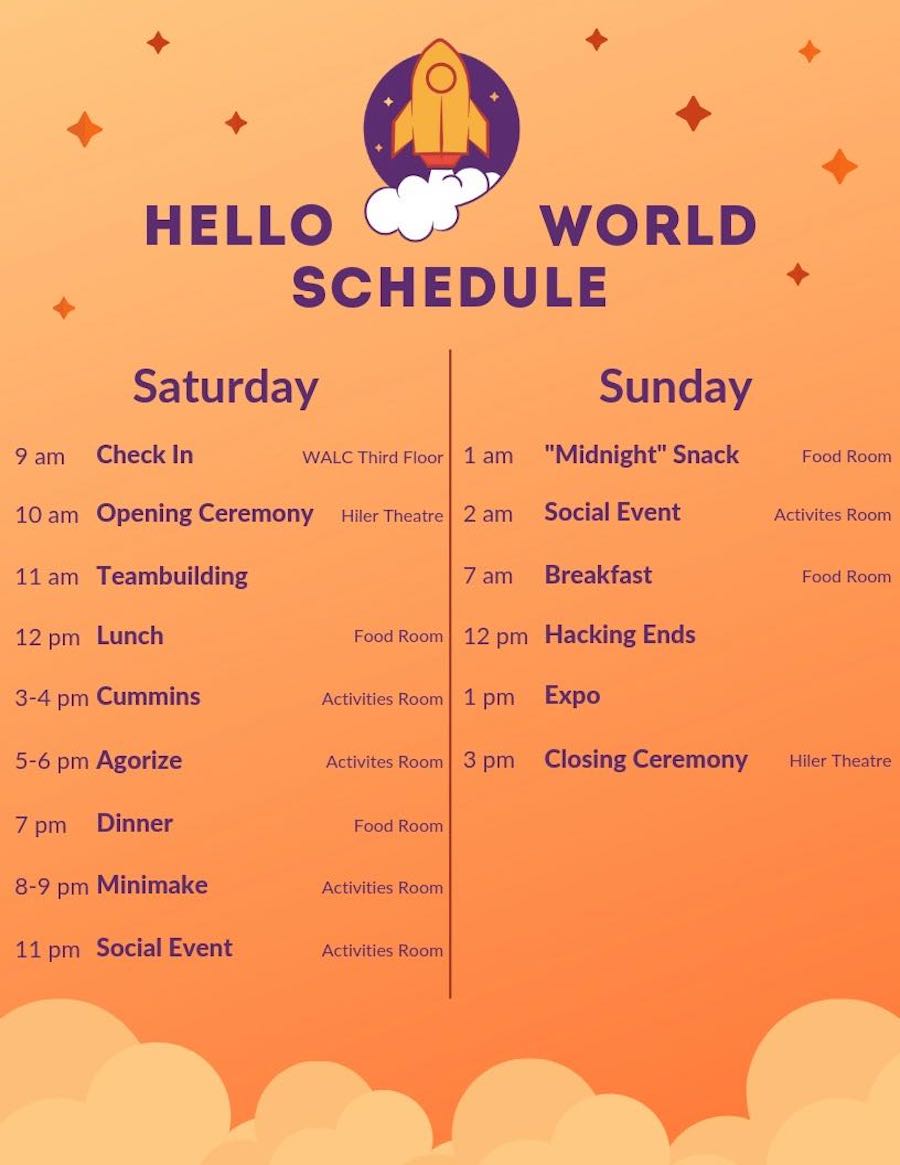 HELLO WORLD
SCHEDULE
Saturday
9 am Check In WALC Third Floor
10 am Opening Ceremony Hiler Theatre
11 am Teambuilding
12 pm Lunch Food Room
3-4 pm Cummins Activities Room
5-6 pm Agorize Activites Room
7 pm Dinner Food Room
8-9 pm Minimake Activities Room
11 pm Social Event Activities Room
Sunday
1 am "Midnight" Snack Food Room
2 am Social Event Activites Room
7 am Breakfast Food Room
12 pm Hacking Ends
1 pm Expo
3 pm Closing Ceremony Hiler Theatre